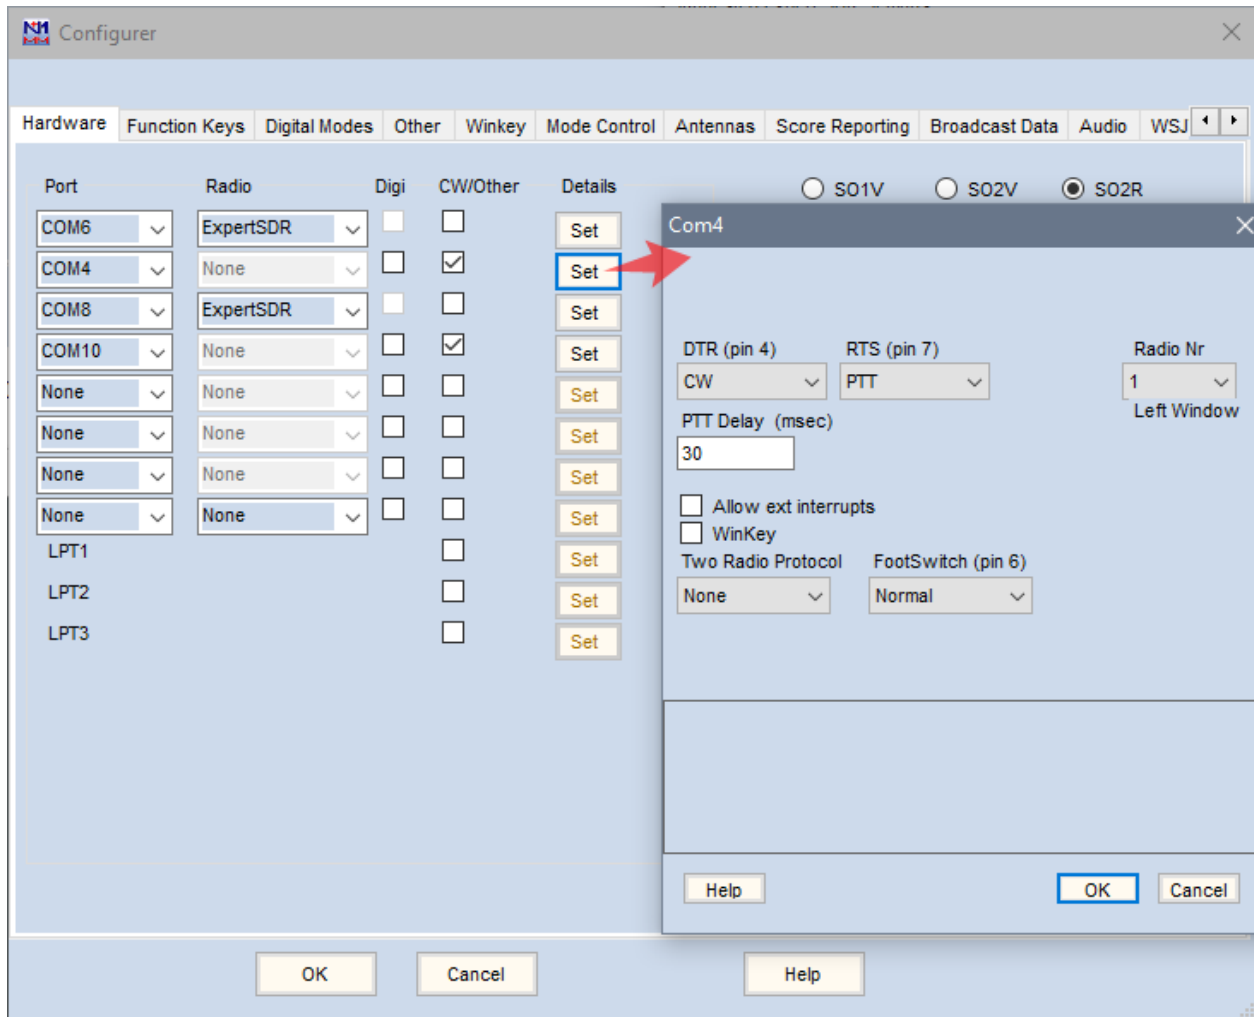 Configurer
Hardware Function Keys Digital Modes Other Winkey Mode Control Antennas Score Reporting Broadcast Data Audio WSJ
Port Radio Digi CW/Other Details SO1V SO2V SO2R
COM6 ExpertSDR Set
COM4 None Set
COM8 ExpertSDR Set
COM10 None Set
None None Set
None None Set
None None Set
None None Set
LPT1 Set
LPT2 Set
LPT3 Set
Com4
DTR (pin 4) RTS (pin 7) Radio Nr
CW PTT 1
Left Window
PTT Delay (msec)
30
Allow ext interrupts
WinKey
Two Radio Protocol FootSwitch (pin 6)
None Normal
Help OK Cancel
OK Cancel Help